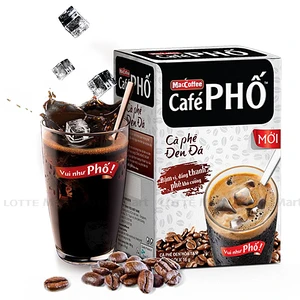 MacCoffee
Café PHỐ
Cà phê
Đen Đá
MỚI
Vui như Phố!
Vui như Phố!
LOTTE Mart